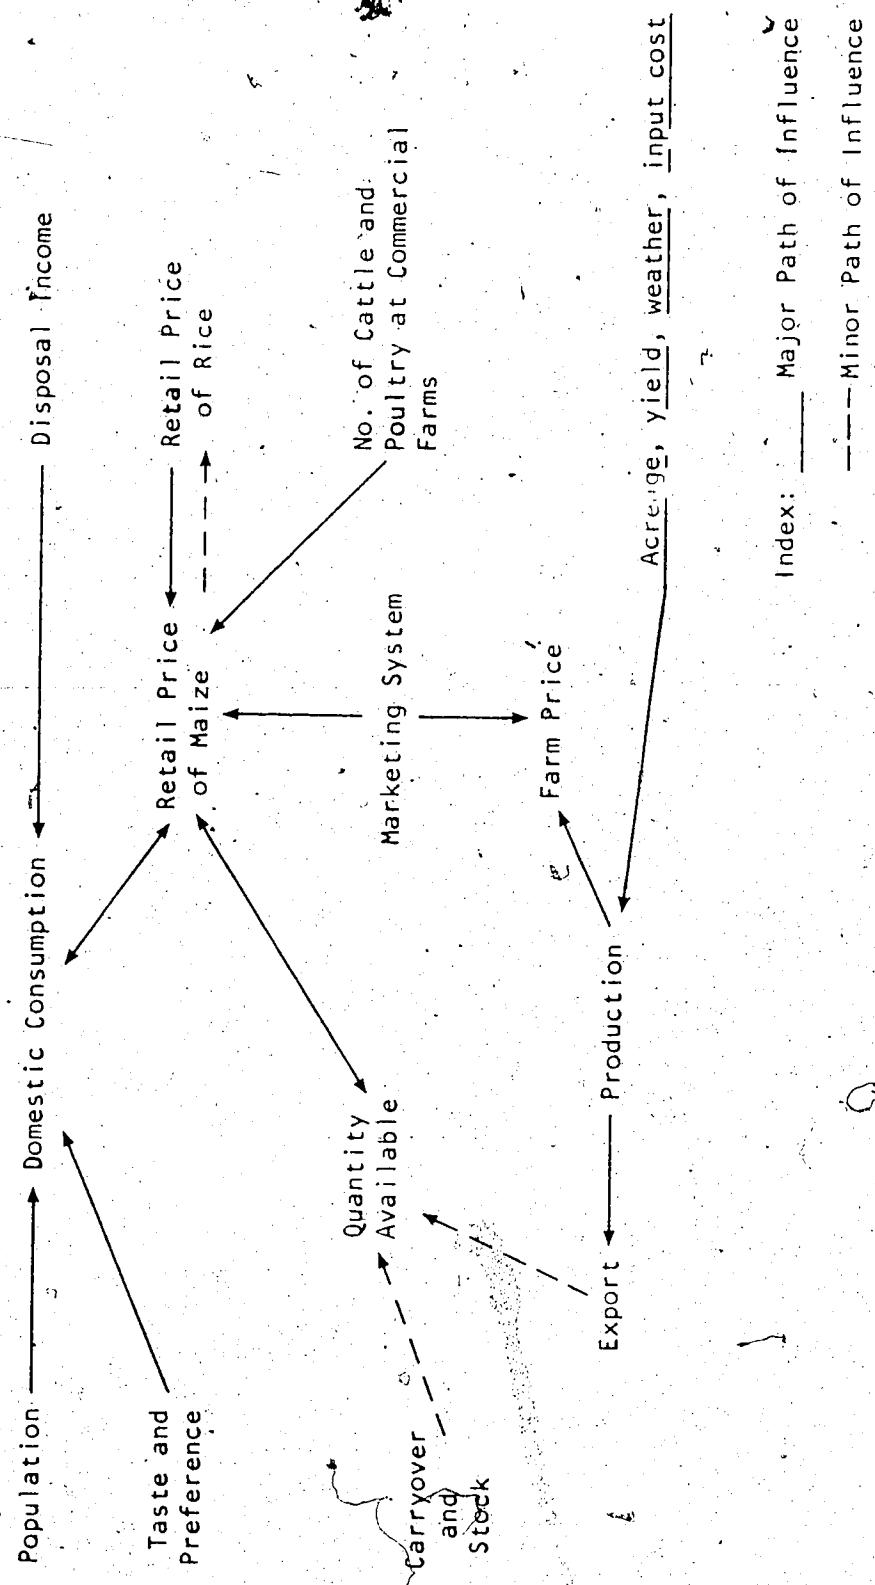 Population
Domestic Consumption
Disposal Income
Taste and
Preference
Retail Price
of Maize
Retail Price
of Rice
Quantity
Available
Marketing System
No. of Cattle and
Poultry at Commercial
Farms
Carryover
and
Stock
Farm Price
Export
Production
Acreage, yield, weather, input cost
Index: Major Path of Influence
Minor Path of Influence